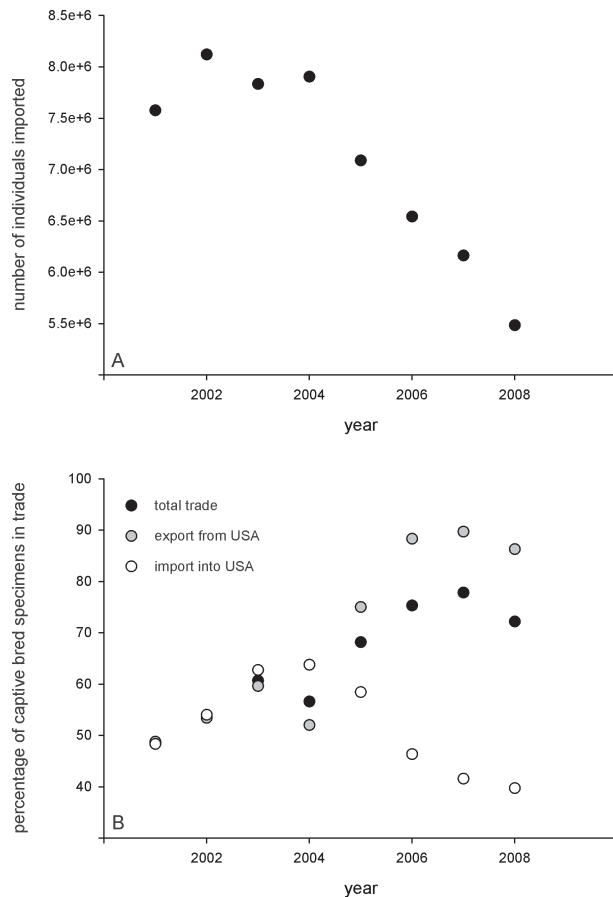 8.5e+6
8.0e+6
7.5e+6
7.0e+6
6.5e+6
6.0e+6
5.5e+6
number of individuals imported
A
2002 2004 2006 2008
year
100
90
80
70
60
50
40
percentage of captive bred specimens in trade
total trade
export from USA
import into USA
B
2002 2004 2006 2008
year